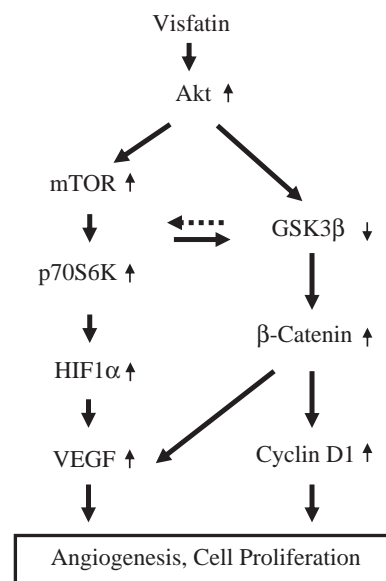 Visfatin
Akt
mTOR
GSK3β
p70S6K
β-Catenin
HIF1α
VEGF
Cyclin D1
Angiogenesis, Cell Proliferation